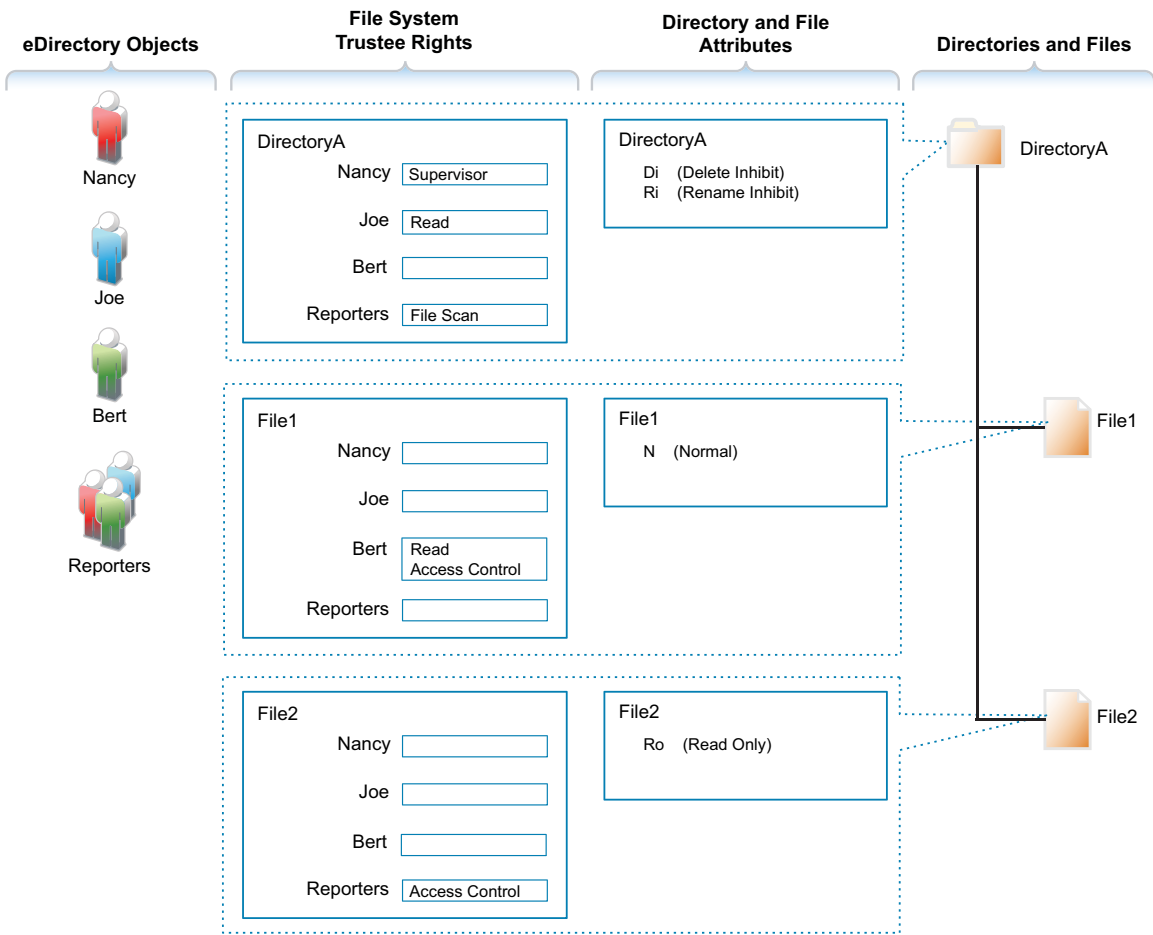 eDirectory Objects
File System
Trustee Rights
Directory and File
Attributes
Directories and Files
Nancy
Joe
Bert
Reporters
DirectoryA
Nancy Supervisor
Joe Read
Bert
Reporters File Scan
DirectoryA
Di (Delete Inhibit)
Ri (Rename Inhibit)
DirectoryA
File1
Nancy
Joe
Bert Read
Access Control
Reporters
File1
N (Normal)
File1
File2
Nancy
Joe
Bert
Reporters Access Control
File2
Ro (Read Only)
File2